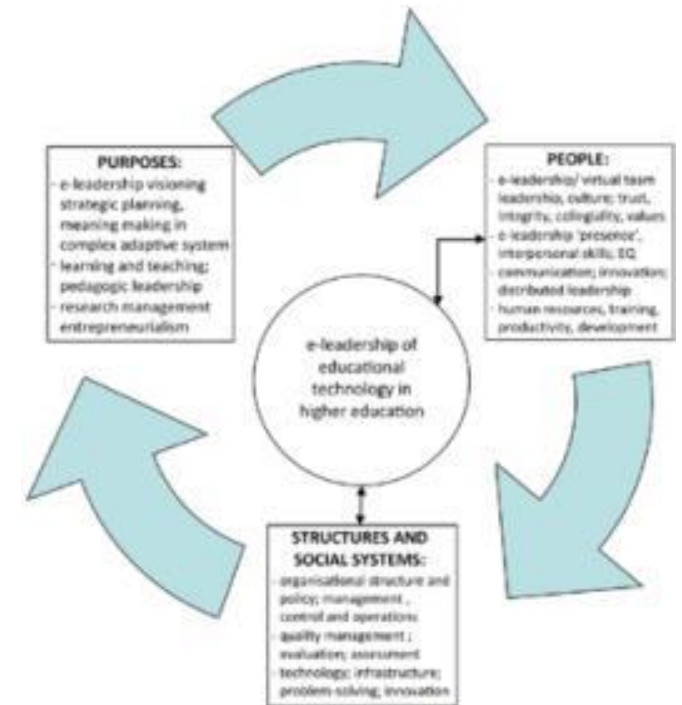 PURPOSES:
- e-leadership visioning
strategic planning,
meaning making in
complex adaptive system
- learning and teaching;
pedagogic leadership
- research management
entrepreneurialism
PEOPLE:
- e-leadership/ virtual team
leadership, culture; trust,
integrity, collegiality, values
- e-leadership 'presence',
interpersonal skills, EQ
communication; innovation;
distributed leadership
- human resources, training,
productivity, development
e-leadership of
educational
technology in
higher education
STRUCTURES AND
SOCIAL SYSTEMS:
- organisational structure and
policy; management ,
control and operations
- quality management ;
evaluation; assessment
- technology; infrastructure;
problem-solving, innovation